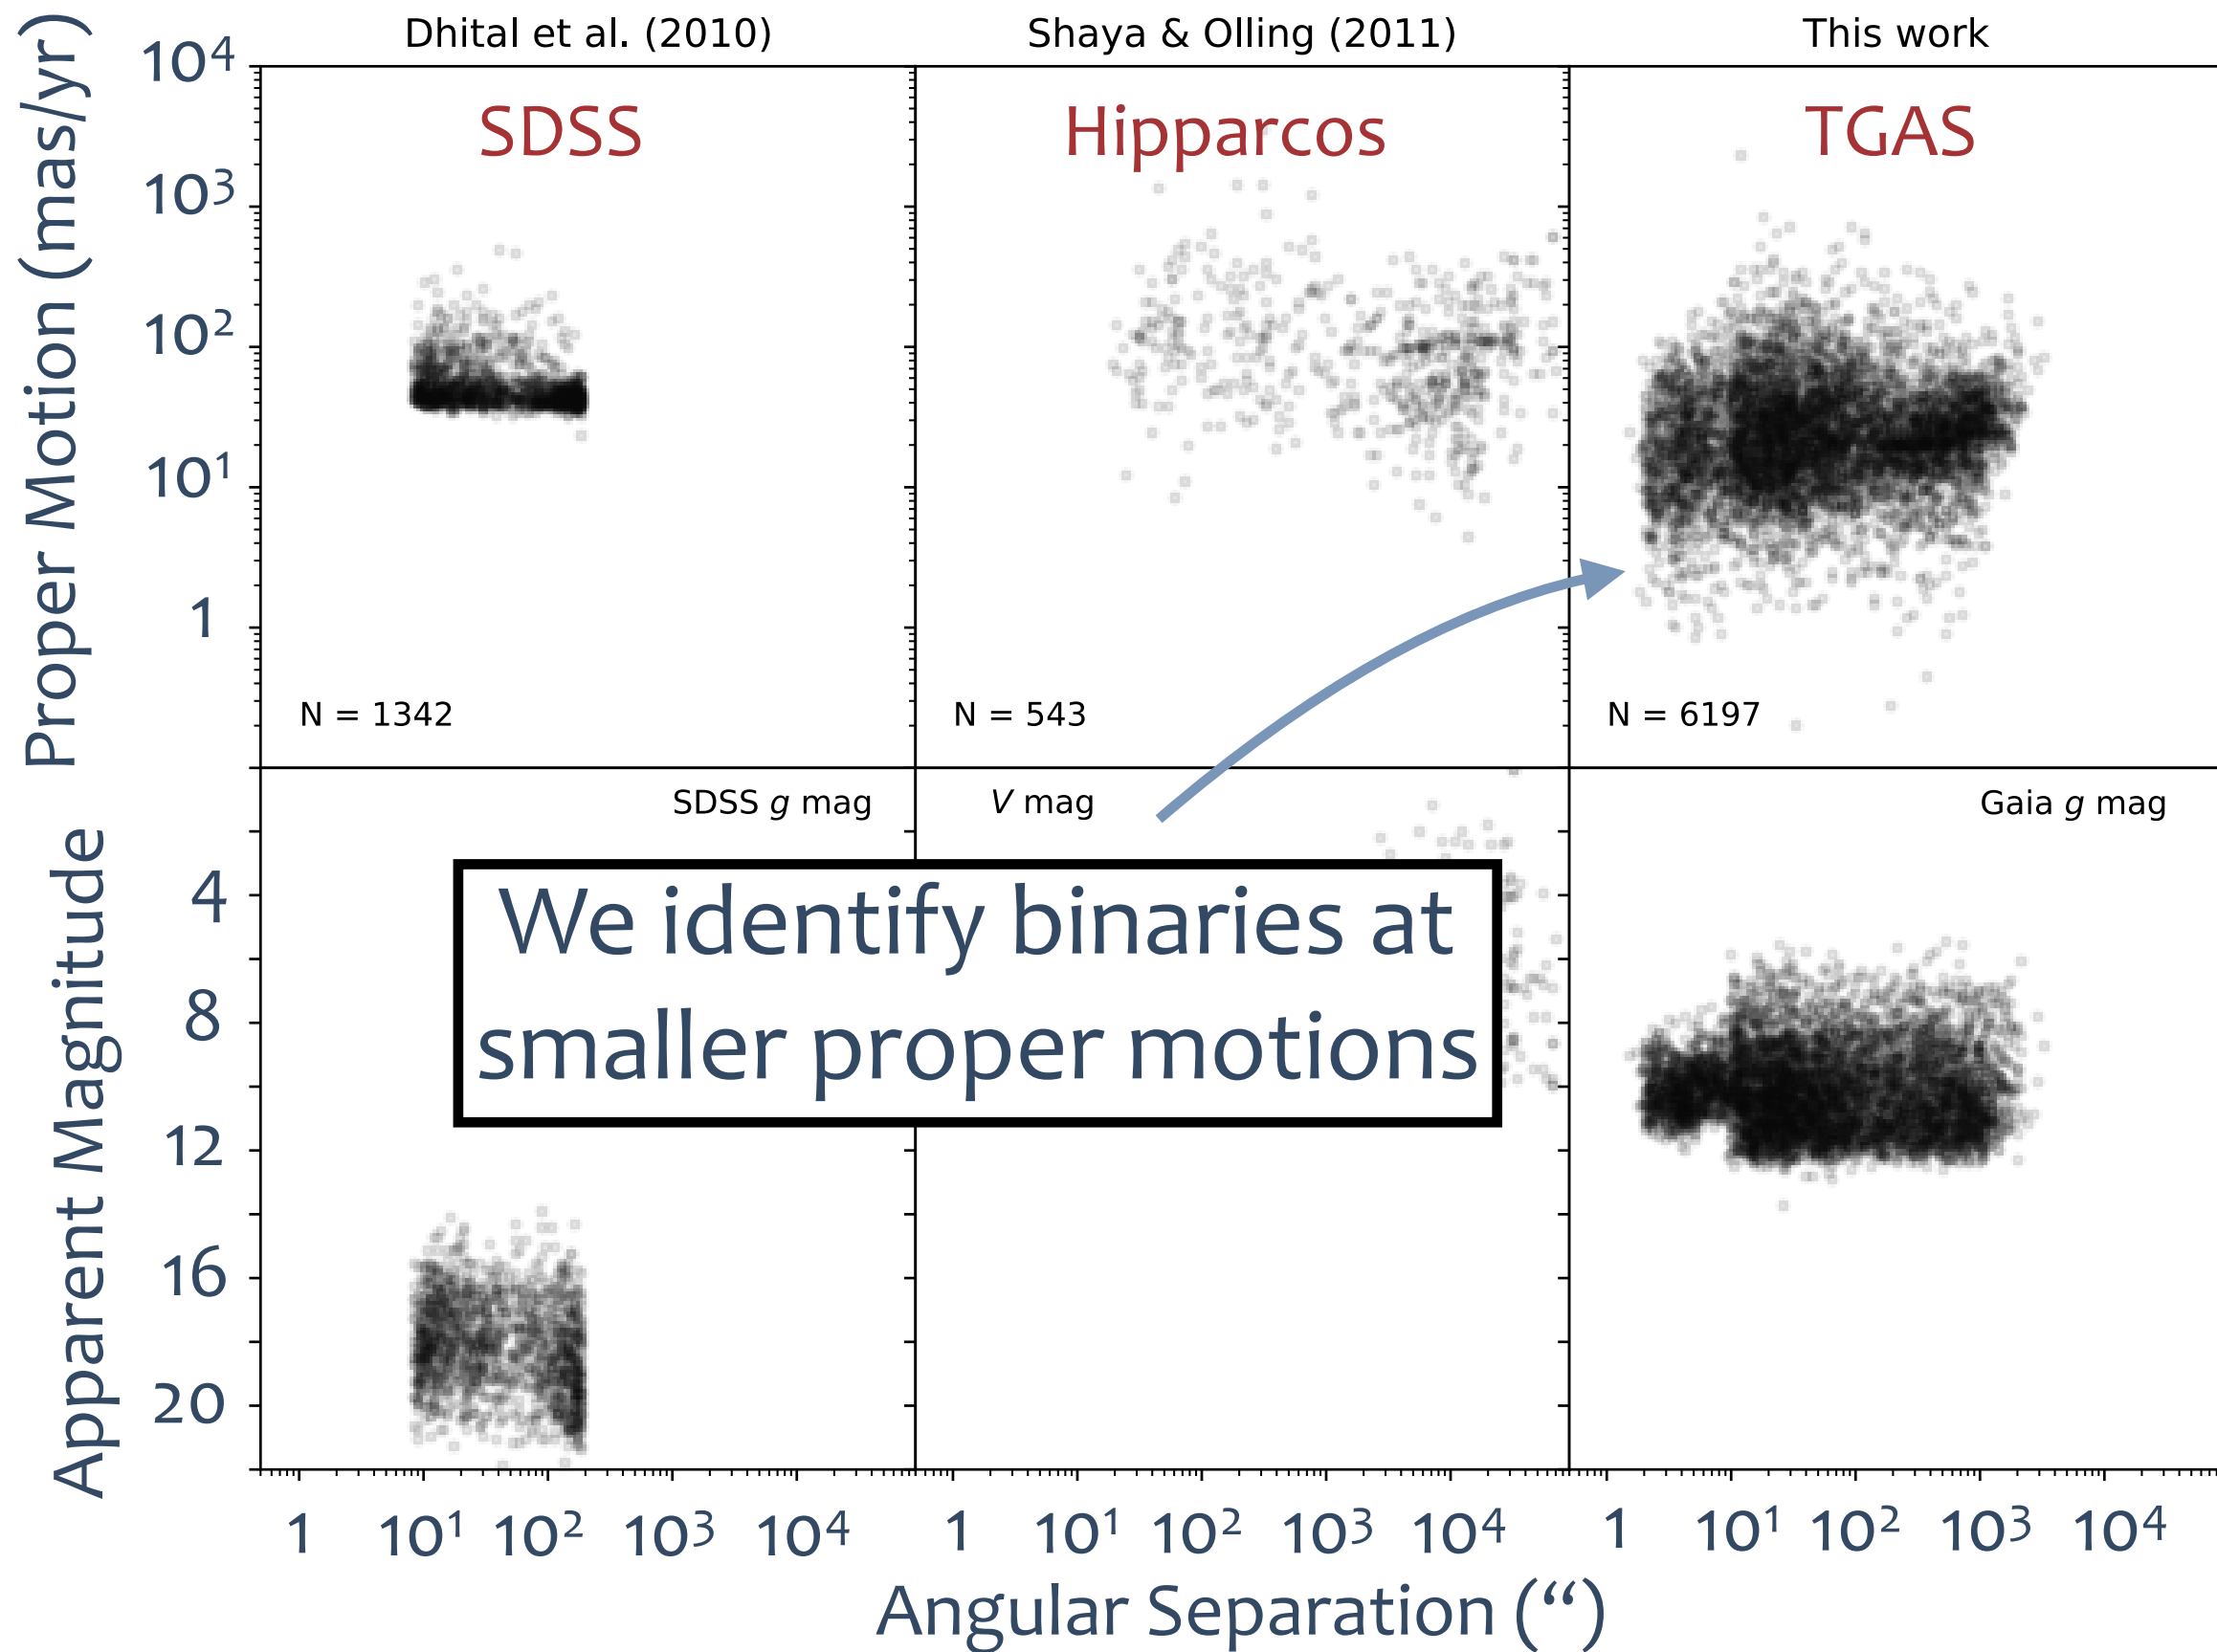 Dhital et al. (2010)
Shaya & Olling (2011)
This work
Proper Motion (mas/yr)
10⁴
10³
10²
10¹
1
SDSS
Hipparcos
TGAS
N = 1342
N = 543
N = 6197
Apparent Magnitude
4
8
12
16
20
SDSS g mag
V mag
Gaia g mag
We identify binaries at
smaller proper motions
1 10¹ 10² 10³ 10⁴
1 10¹ 10² 10³ 10⁴
1 10¹ 10² 10³ 10⁴
Angular Separation (“)